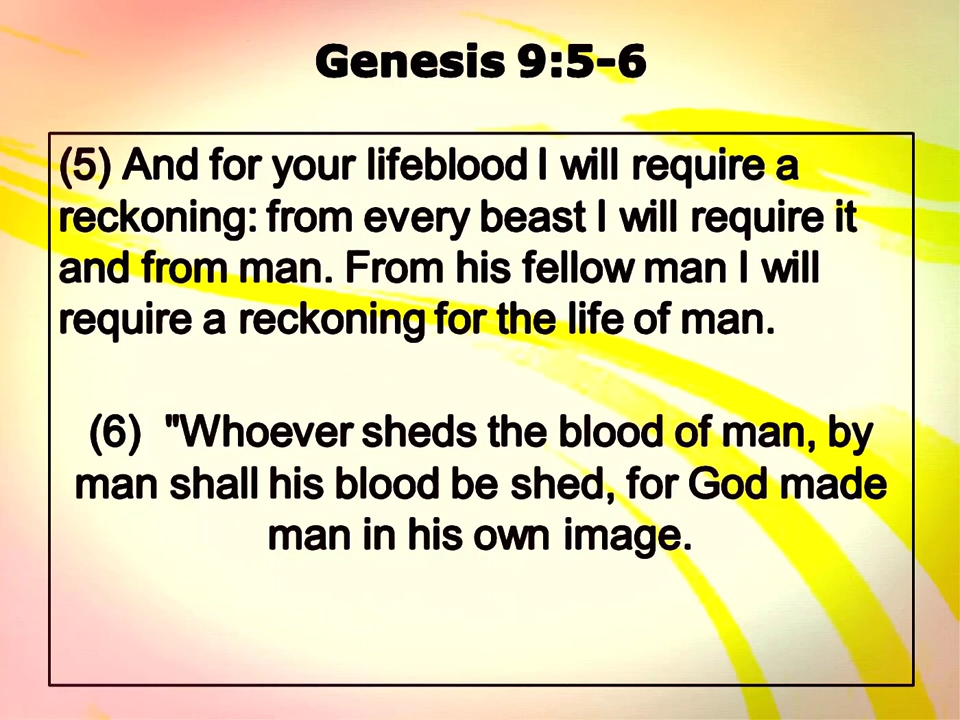 Genesis 9:5-6
(5) And for your lifeblood I will require a
reckoning: from every beast I will require it
and from man. From his fellow man I will
require a reckoning for the life of man.
(6)  "Whoever sheds the blood of man, by
man shall his blood be shed, for God made
man in his own image.